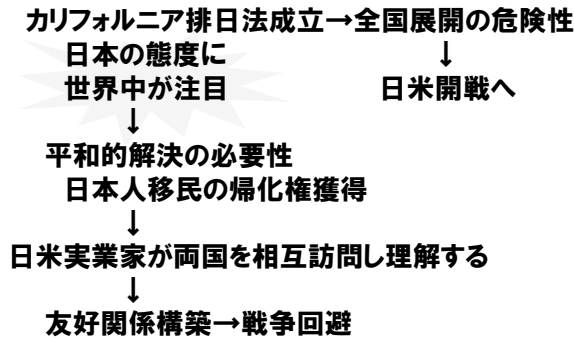 カリフォルニア排日法成立→全国展開の危険性
日本の態度に
世界中が注目
↓
日米開戦へ
↓
平和的解決の必要性
日本人移民の帰化権獲得
↓
日米実業家が両国を相互訪問し理解する
↓
友好関係構築→戦争回避